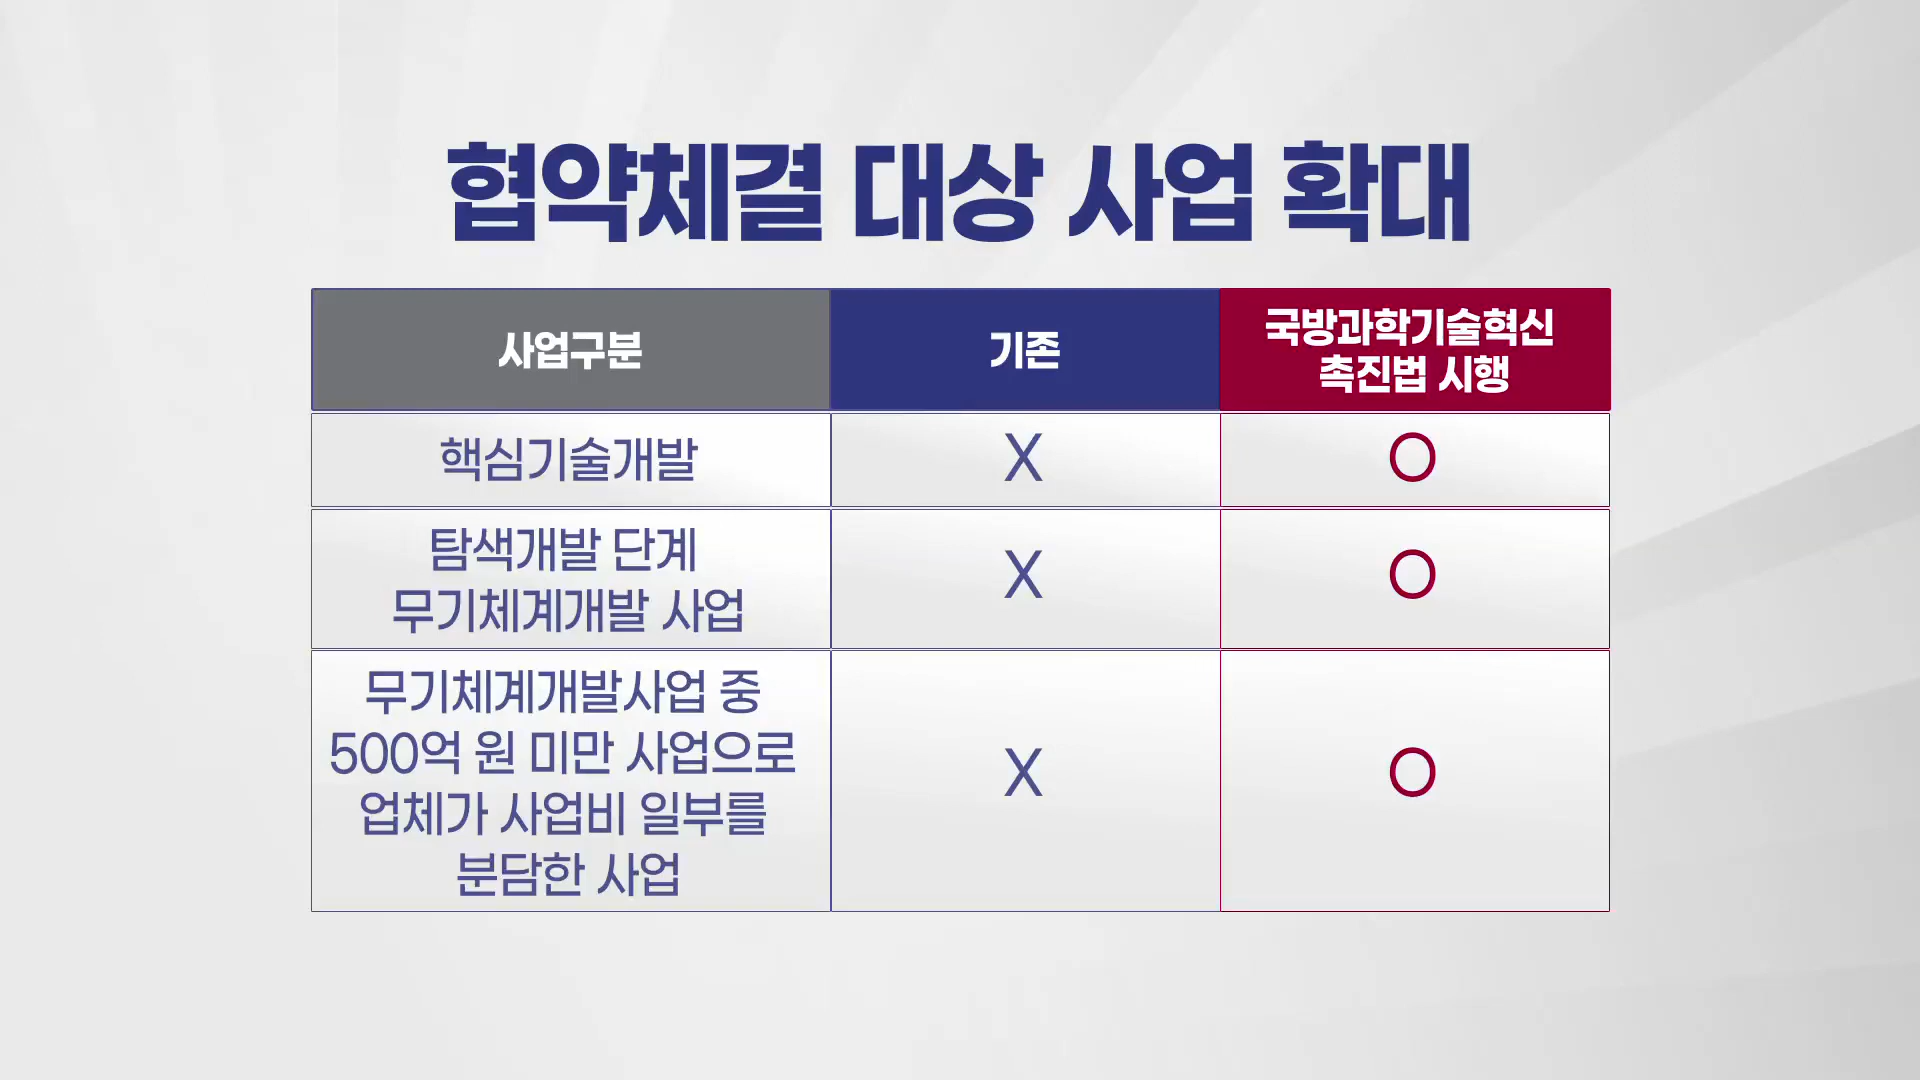 협약체결 대상 사업 확대
사업구분
기존
국방과학기술혁신
촉진법 시행
핵심기술개발
X
O
탐색개발 단계
무기체계개발 사업
X
O
무기체계개발사업 중
500억 원 미만 사업으로
업체가 사업비 일부를
분담한 사업
X
O